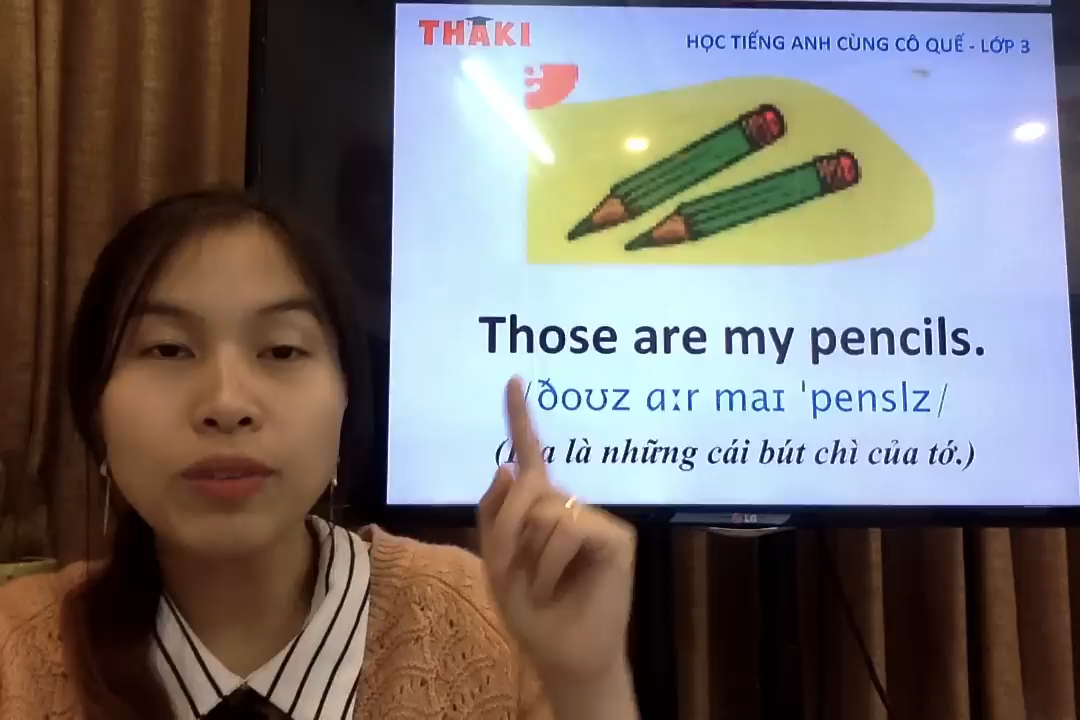 THAKI
HỌC TIẾNG ANH CÙNG CÔ QUẾ - LỚP 3
Those are my pencils.
/ðoʊz ɑːr maɪ ˈpenslz/
là những cái bút chì của tớ.)
LG